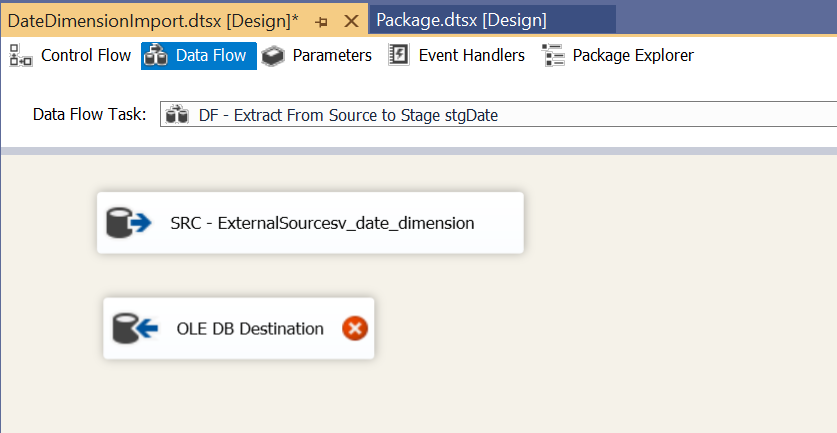 DateDimensionImport.dtsx [Design]* Package.dtsx [Design]
Control Flow Data Flow Parameters Event Handlers Package Explorer
Data Flow Task: DF - Extract From Source to Stage stgDate
SRC - ExternalSourcesv_date_dimension
OLE DB Destination